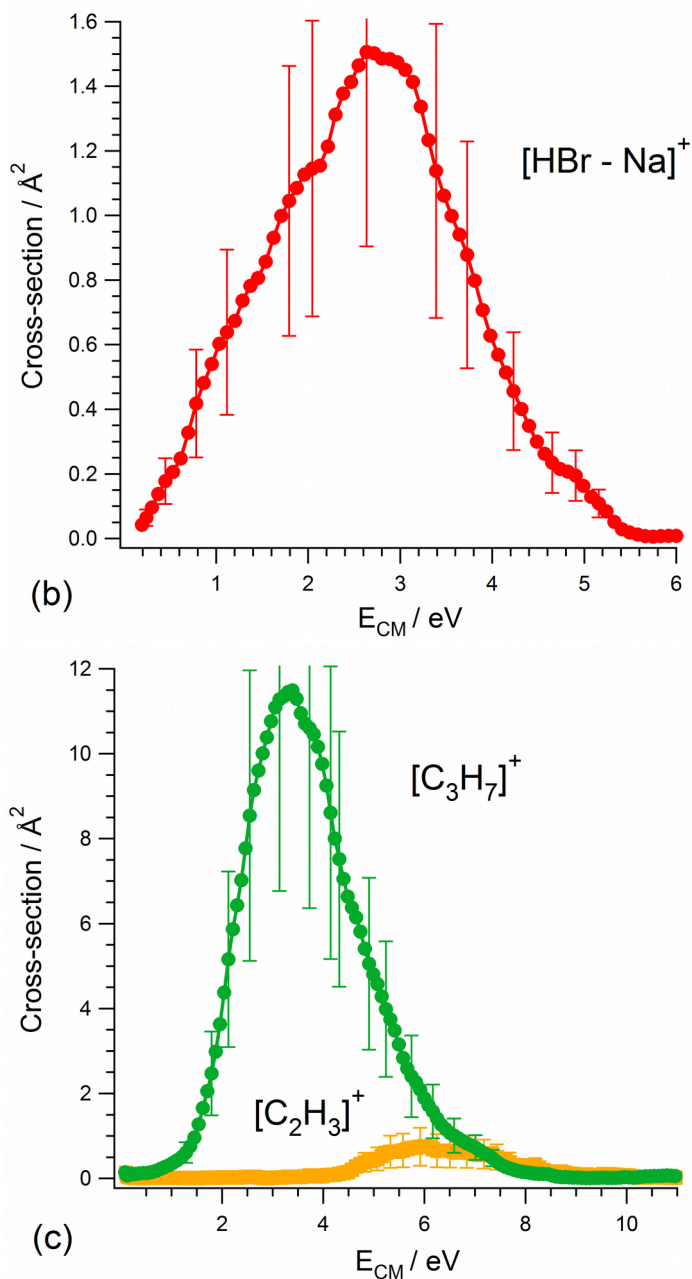 1.6
1.4
1.2
1.0
0.8
0.6
0.4
0.2
0.0
Cross-section / Å²
[HBr - Na]⁺
1 2 3 4 5 6
E_CM / eV
(b)
12
10
8
6
4
2
0
Cross-section / Å²
[C₃H₇]⁺
[C₂H₃]⁺
2 4 6 8 10
E_CM / eV
(c)